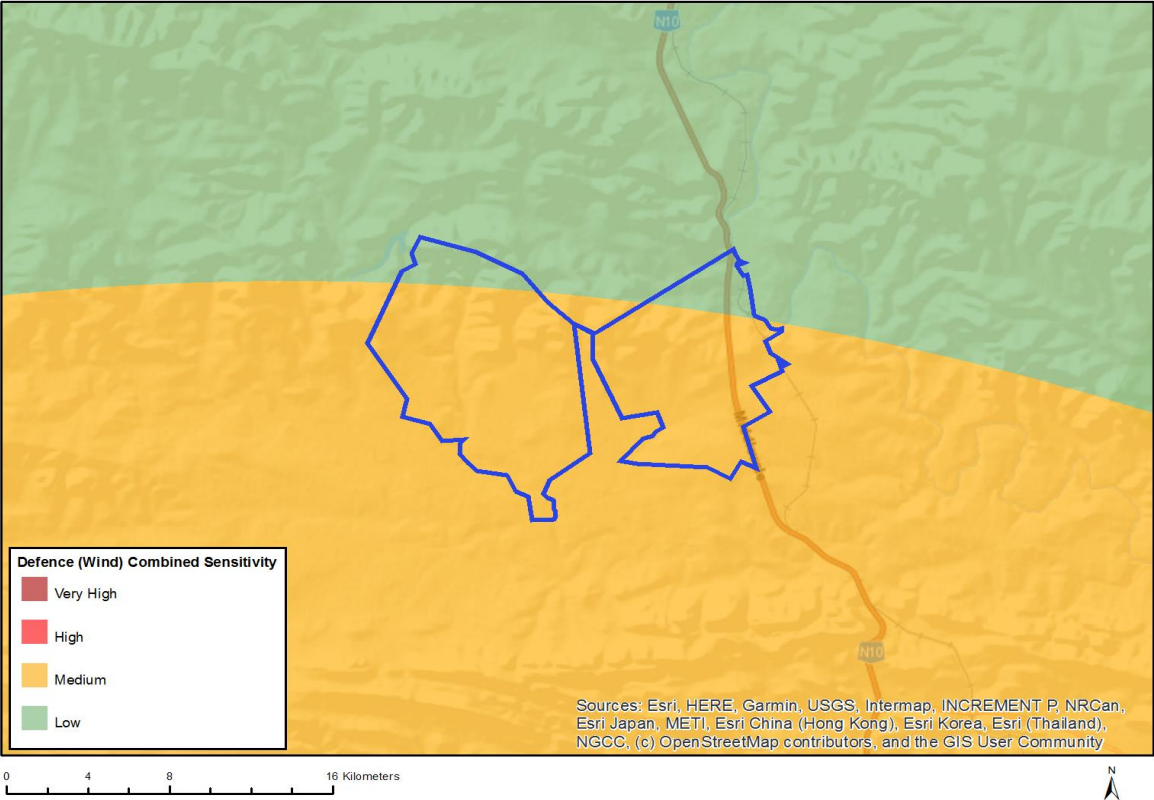 N10
N10
Defence (Wind) Combined Sensitivity
Very High
High
Medium
Low
Sources: Esri, HERE, Garmin, USGS, Intermap, INCREMENT P, NRCan,
Esri Japan, METI, Esri China (Hong Kong), Esri Korea, Esri (Thailand),
NGCC, (c) OpenStreetMap contributors, and the GIS User Community
0 4 8 16 Kilometers
N